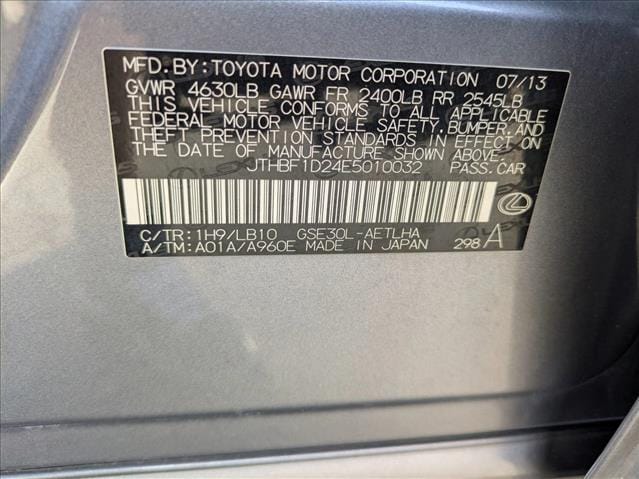 MFD.BY:TOYOTA MOTOR CORPORATION 07/13
GVWR 4630LB GAWR FR 2400LB RR 2545LB
THIS VEHICLE CONFORMS TO ALL APPLICABLE
FEDERAL MOTOR VEHICLE SAFETY,BUMPER,AND
THEFT PREVENTION STANDARDS IN EFFECT ON
THE DATE OF MANUFACTURE SHOWN ABOVE.
JTHBF1D24E5010032 PASS.CAR
C/TR:1H9/LB10 GSE30L-AETLHA
A/TM:A01A/A960E MADE IN JAPAN 298 A